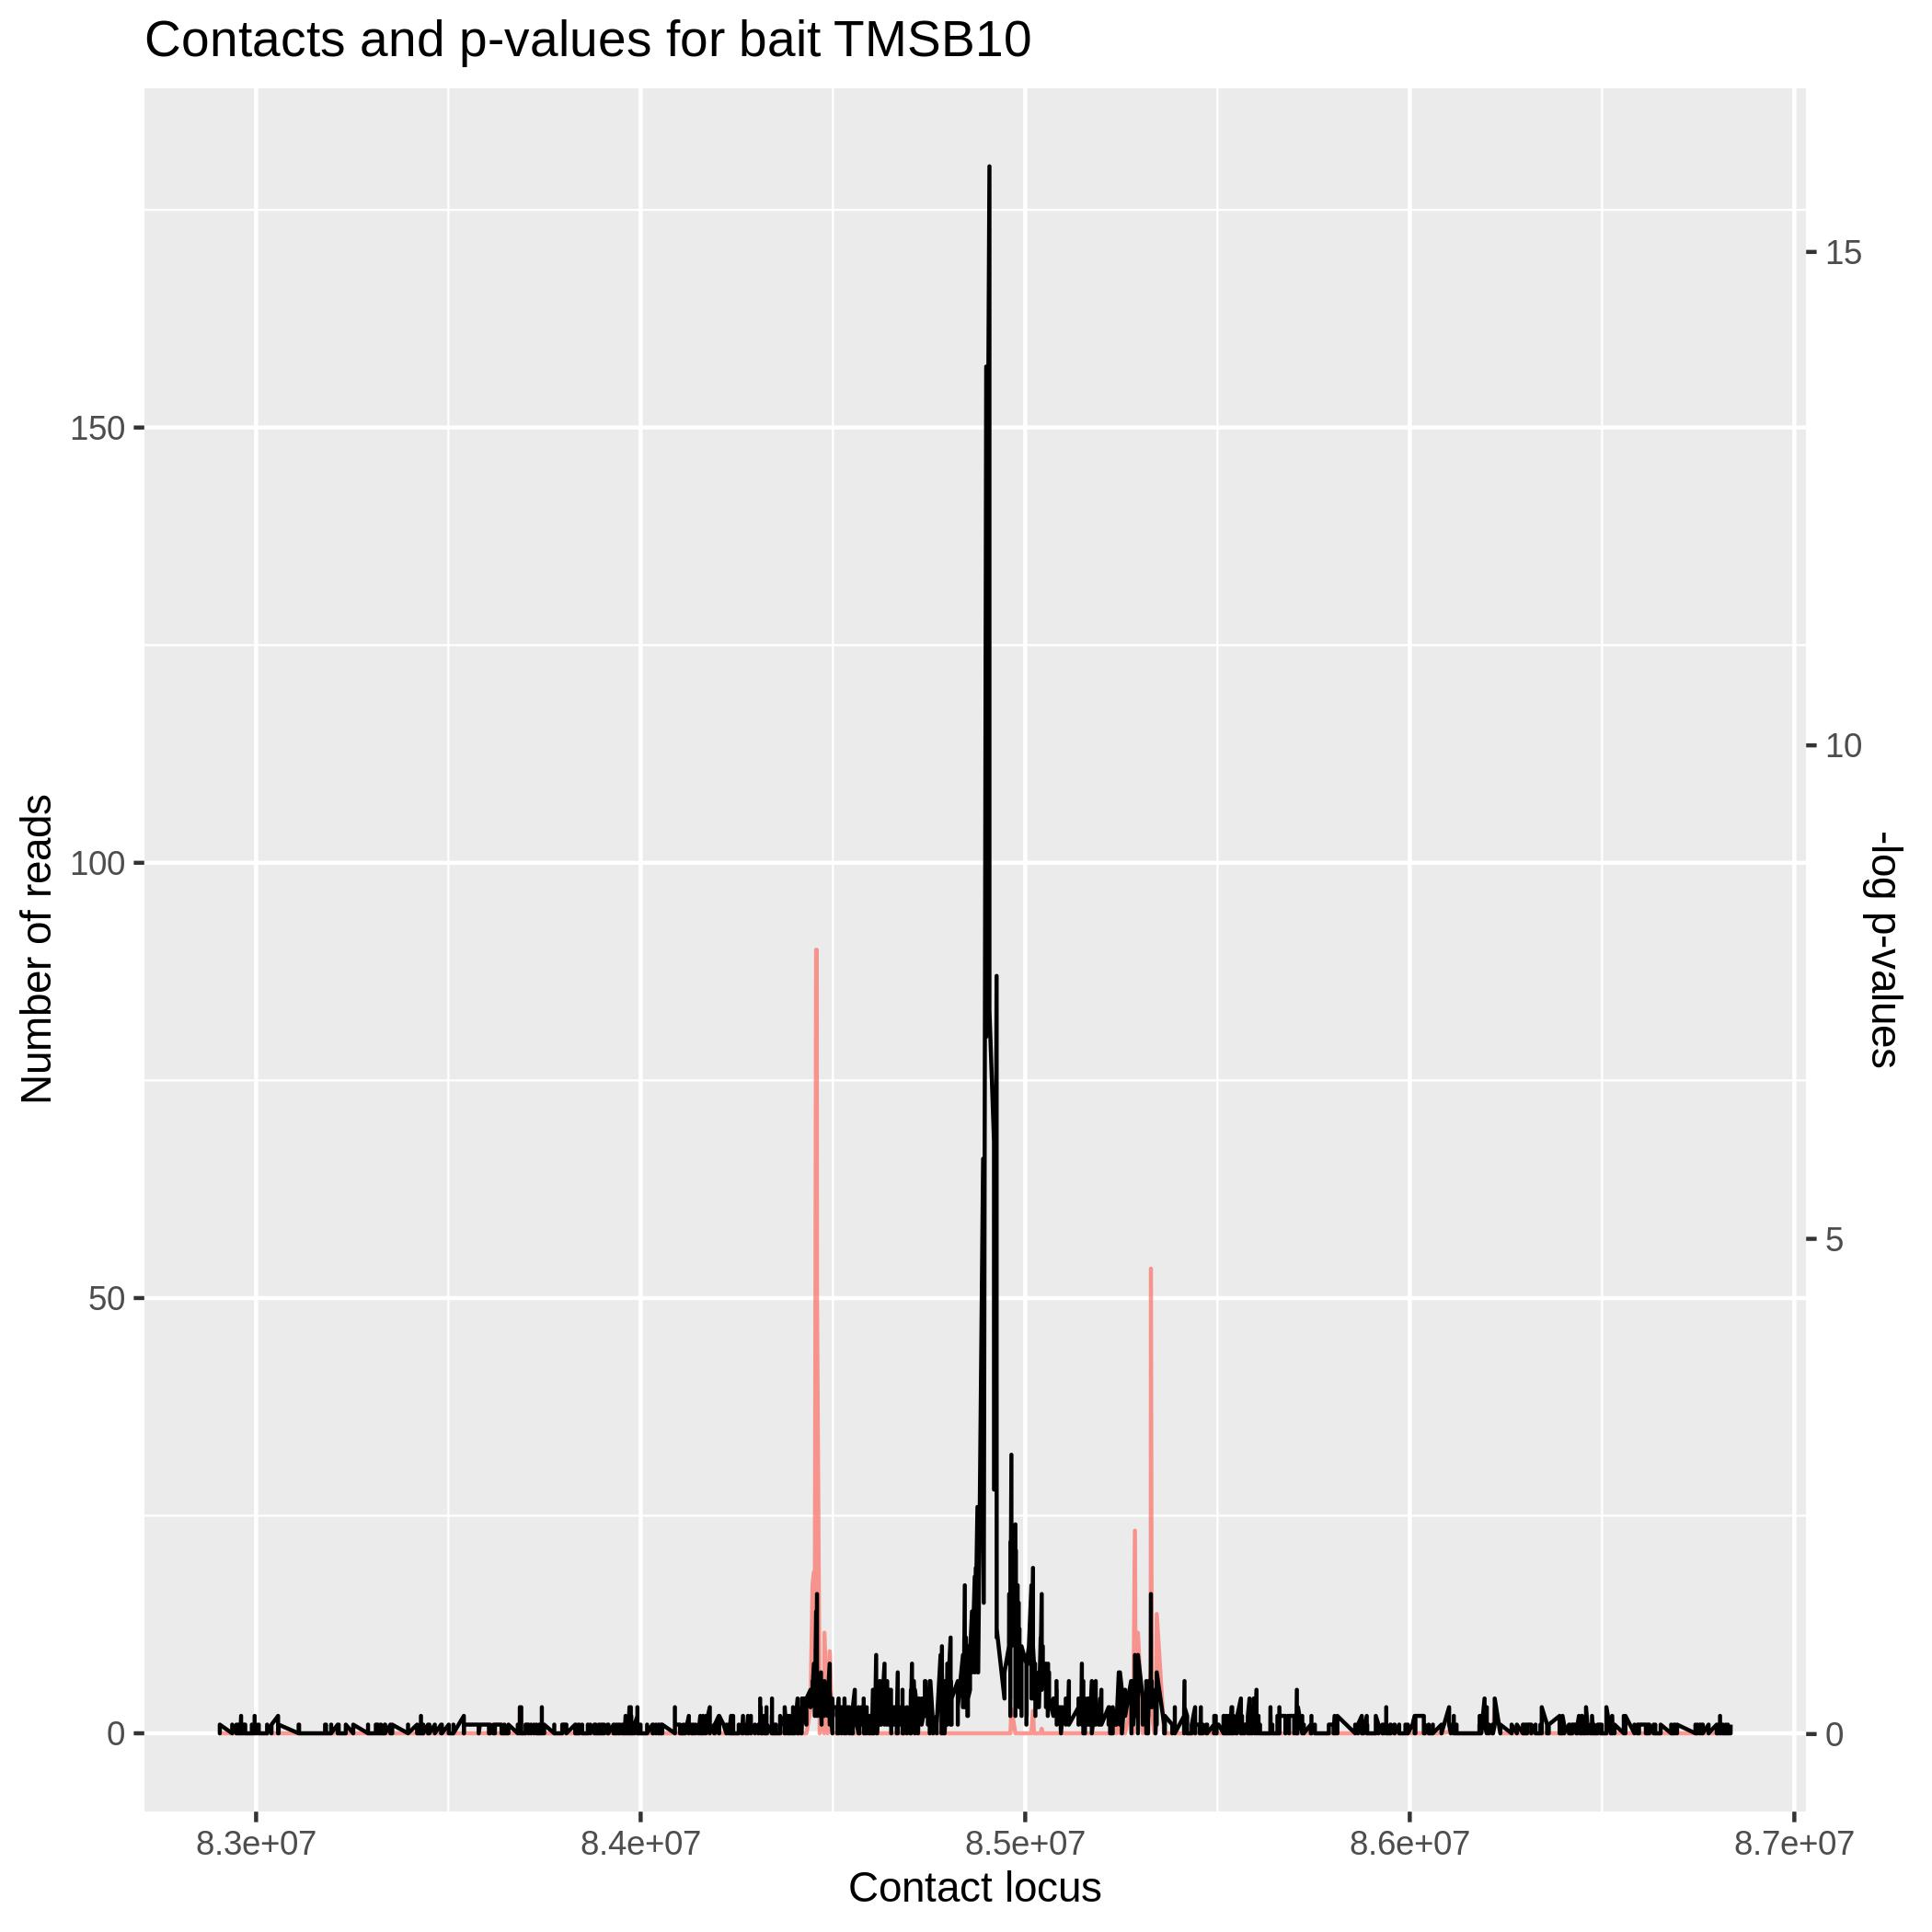 Contacts and p-values for bait TMSB10
Number of reads
150
100
50
0
15
10
5
0
-log p-values
8.3e+07
8.4e+07
8.5e+07
8.6e+07
8.7e+07
Contact locus